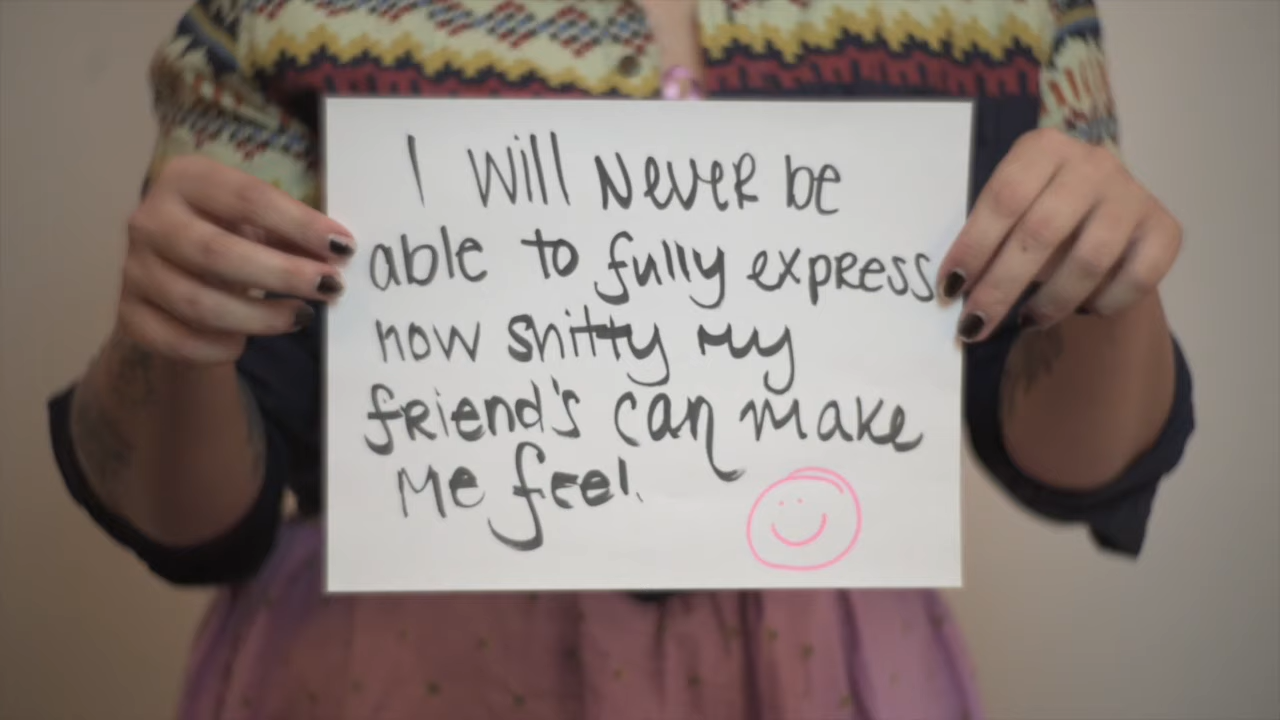 I will Never be
able to fully express
how shitty my
friend's can make
Me feel.